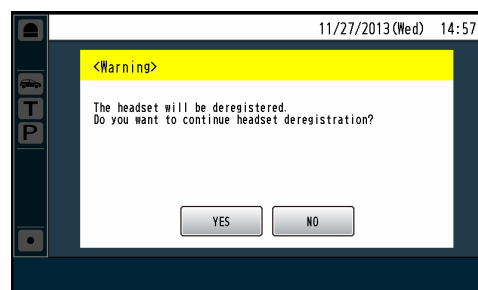 11/27/2013(Wed) 14:57
<Warning>
T
P
The headset will be deregistered.
Do you want to continue headset deregistration?
YES NO